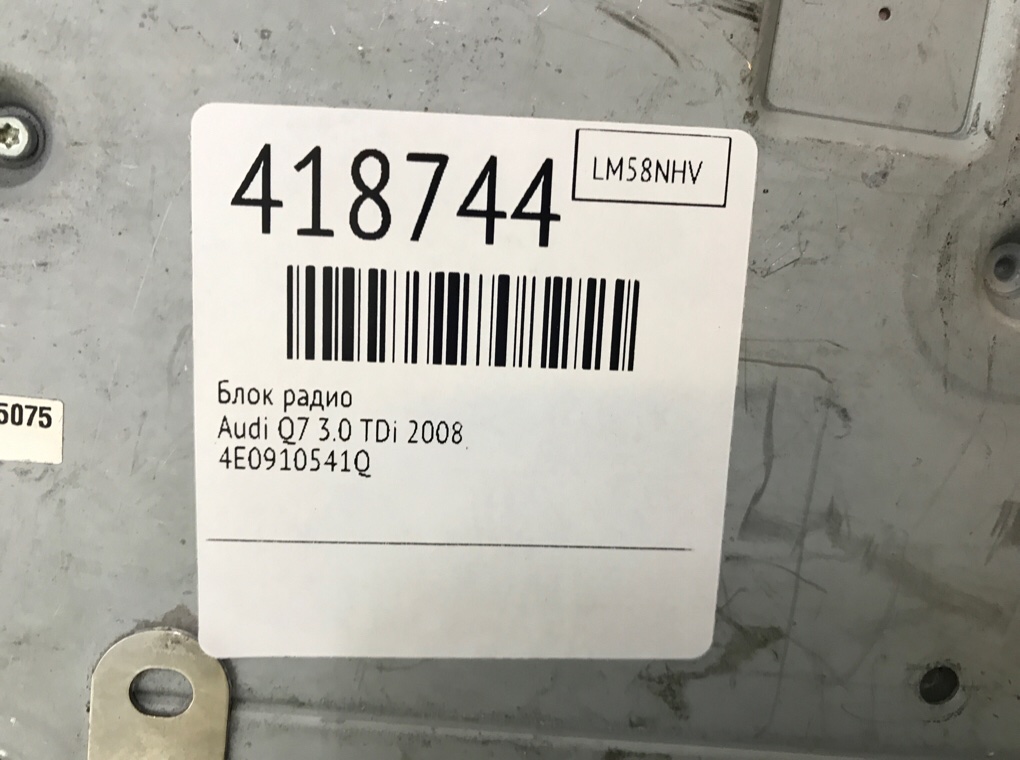 418744
LM58NHV
Блок радио
Audi Q7 3.0 TDi 2008
4E0910541Q
5075